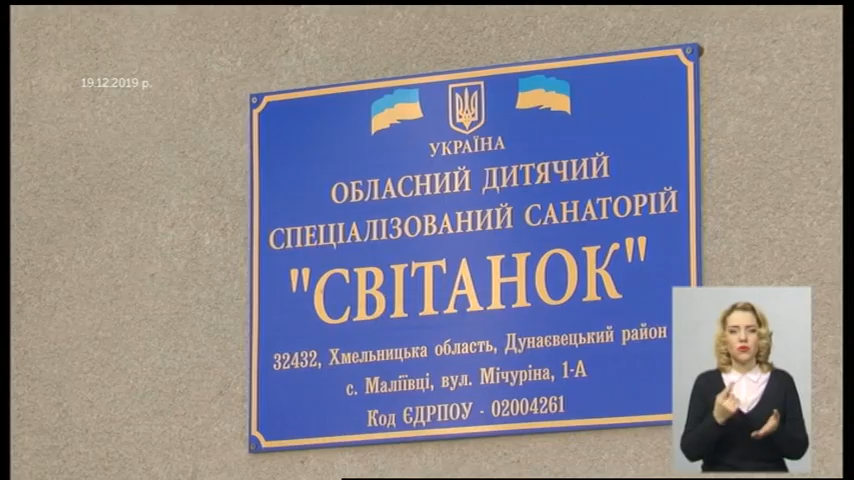 19.12.2019 р.
УКРАЇНА
ОБЛАСНИЙ ДИТЯЧИЙ
СПЕЦІАЛІЗОВАНИЙ САНАТОРІЙ
"СВІТАНОК"
32432, Хмельницька область, Дунаєвецький район
с. Маліївці, вул. Мічуріна, 1-А
Код ЄДРПОУ - 02004261